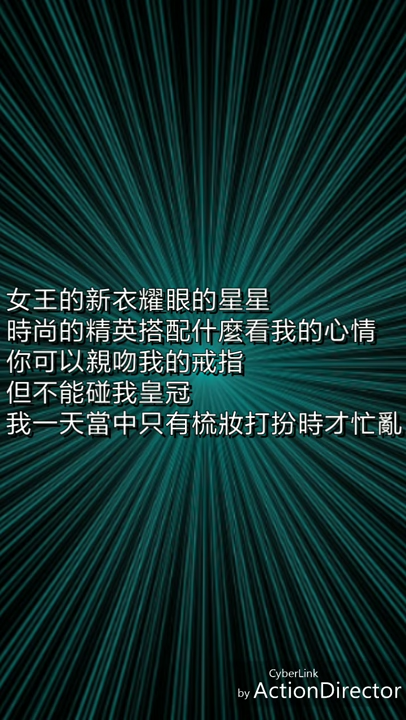 女王的新衣耀眼的星星
時尚的精英搭配什麼看我的心情
你可以親吻我的戒指
但不能碰我皇冠
我一天當中只有梳妝打扮時才忙亂
CyberLink
by ActionDirector